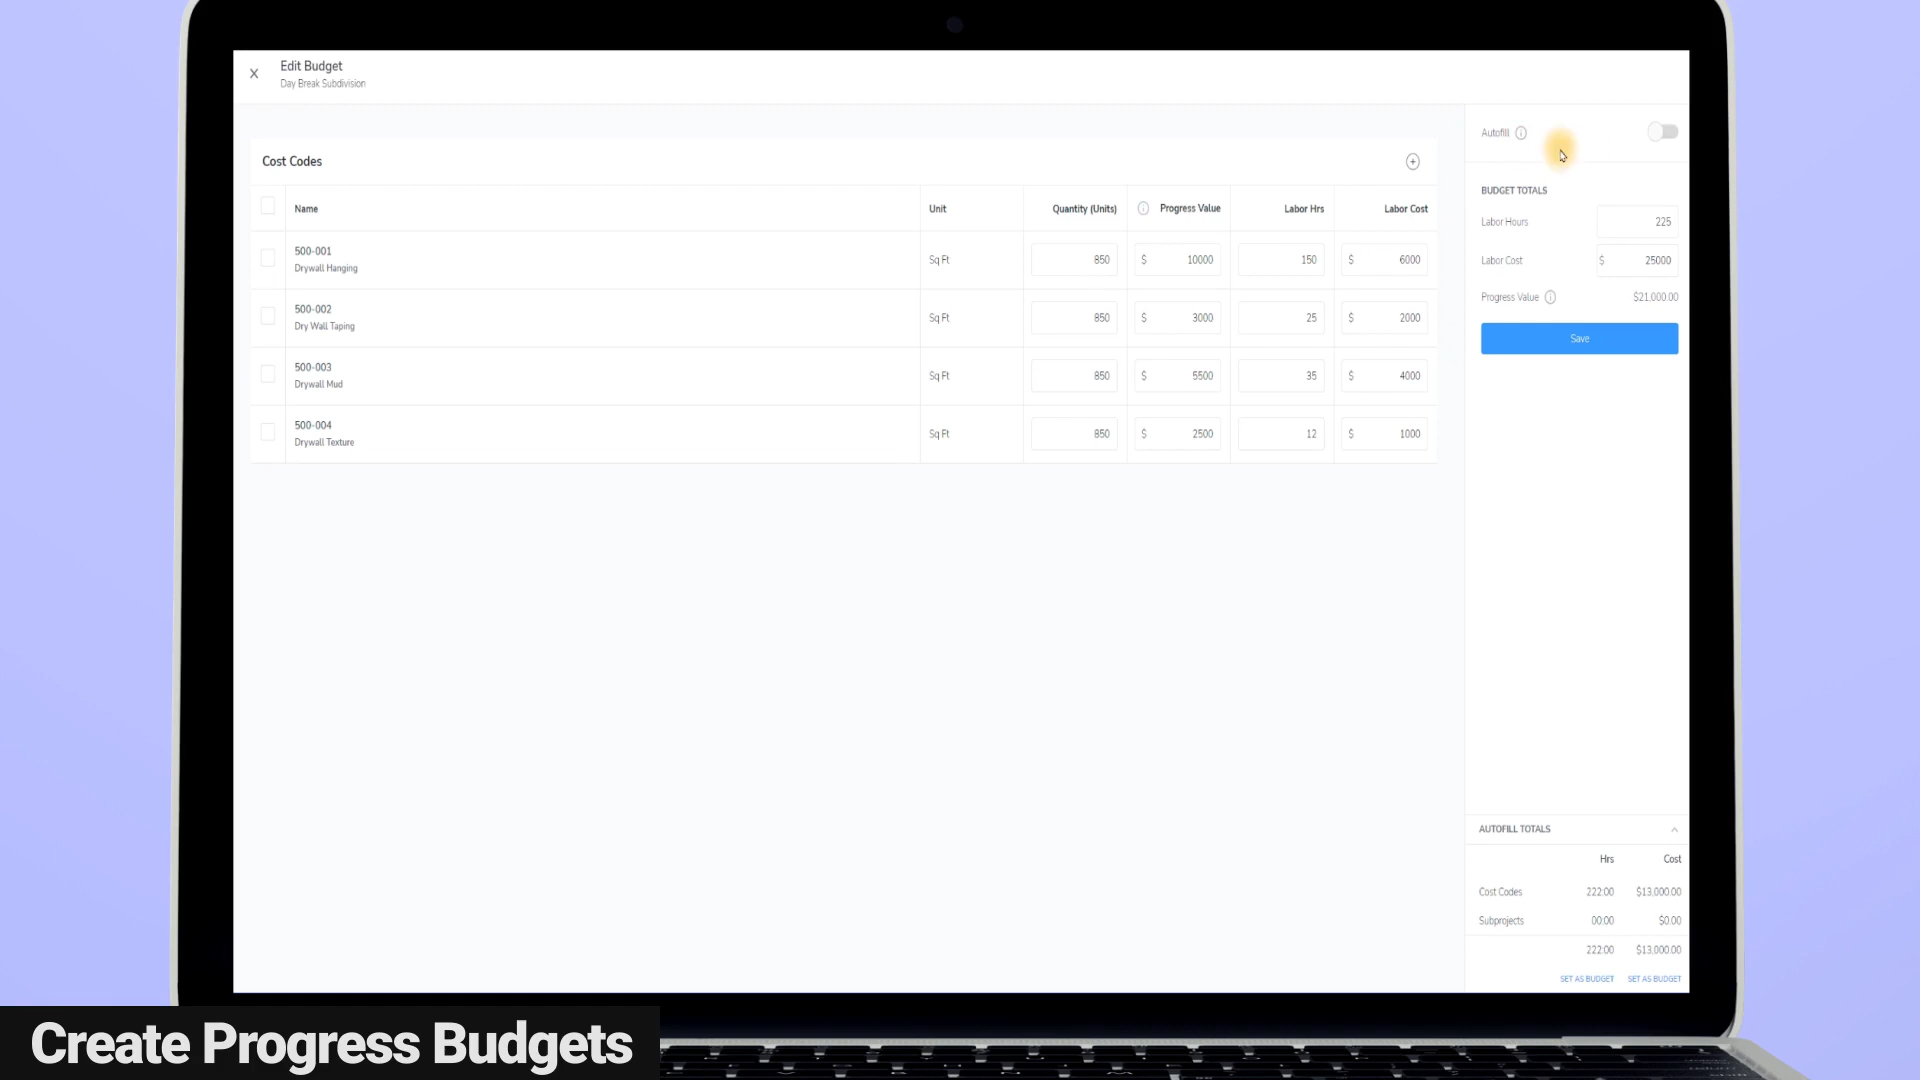 X
Edit Budget
Day Break Subdivision
Autofill
Cost Codes
Name Unit Quantity (Units) Progress Value Labor Hrs Labor Cost
500-001
Drywall Hanging
Sq Ft 850 $ 10000 150 $ 6000
500-002
Dry Wall Taping
Sq Ft 850 $ 3000 25 $ 2000
500-003
Drywall Mud
Sq Ft 850 $ 5500 35 $ 4000
500-004
Drywall Texture
Sq Ft 850 $ 2500 12 $ 1000
BUDGET TOTALS
Labor Hours 225
Labor Cost $ 25000
Progress Value $21,000.00
Save
AUTOFILL TOTALS
Hrs Cost
Cost Codes 222:00 $13,000.00
Subprojects 00:00 $0.00
222:00 $13,000.00
SET AS BUDGET SET AS BUDGET
Create Progress Budgets